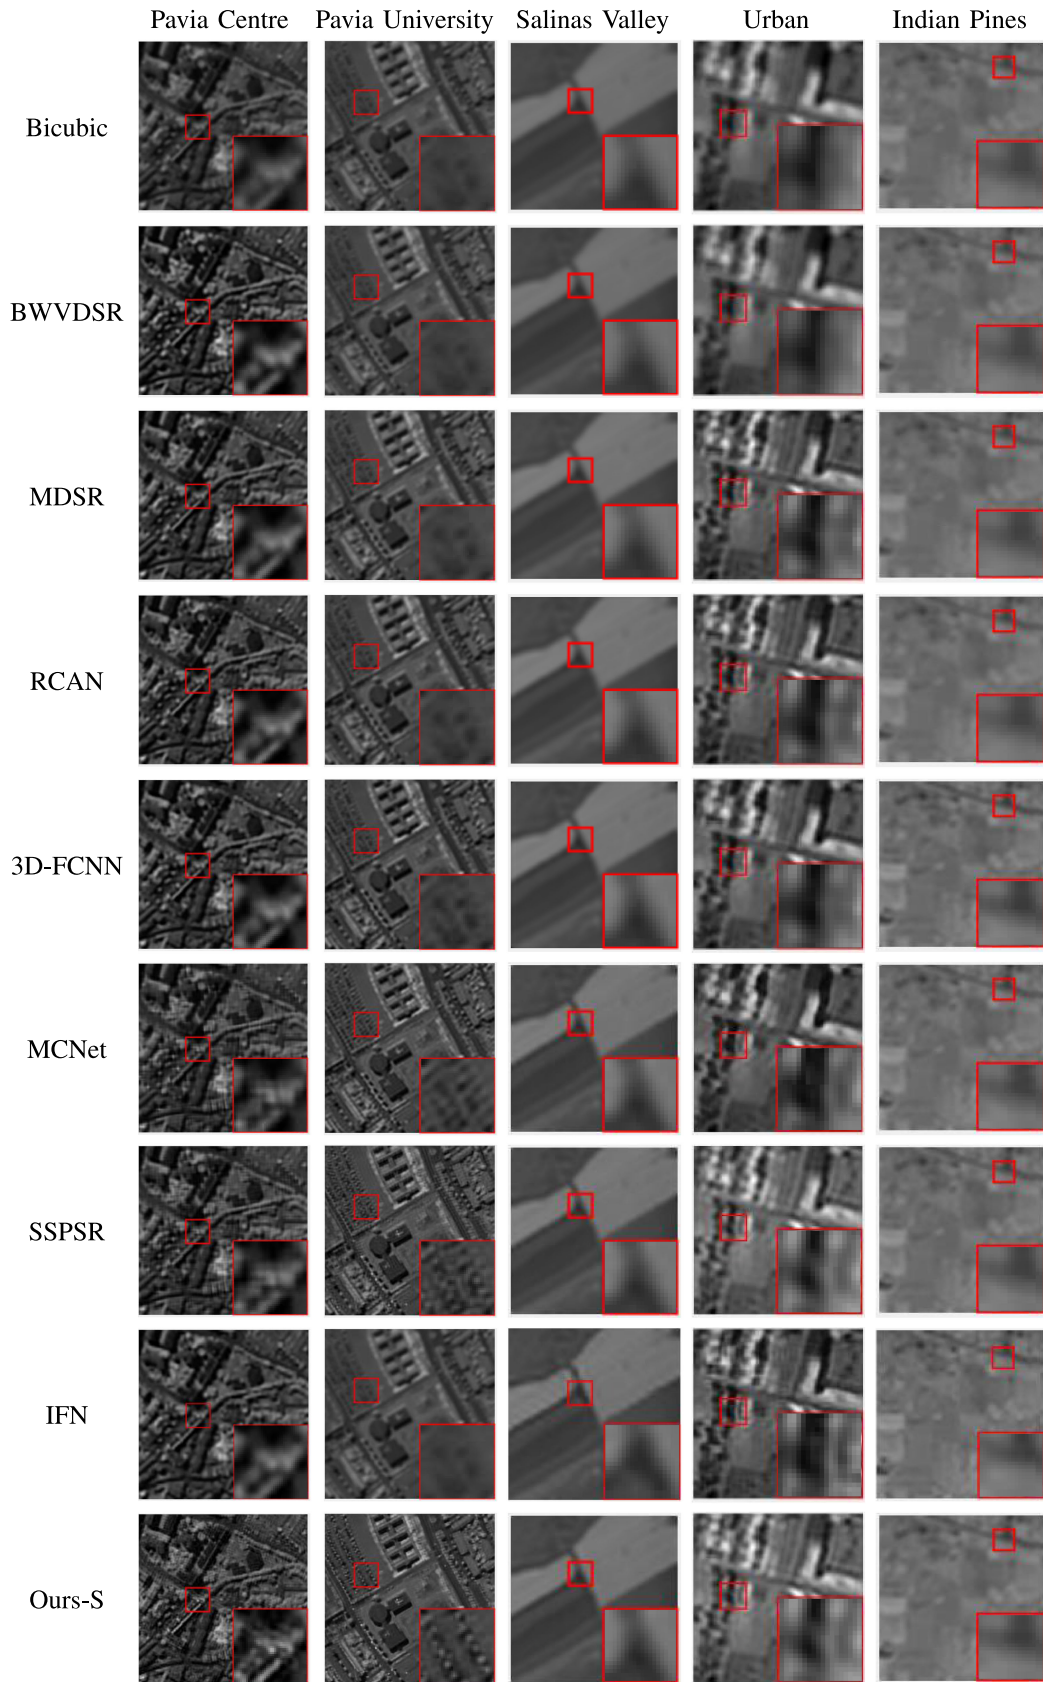 Pavia Centre Pavia University Salinas Valley Urban Indian Pines
Bicubic
BWVDSR
MDSR
RCAN
3D-FCNN
MCNet
SSPSR
IFN
Ours-S